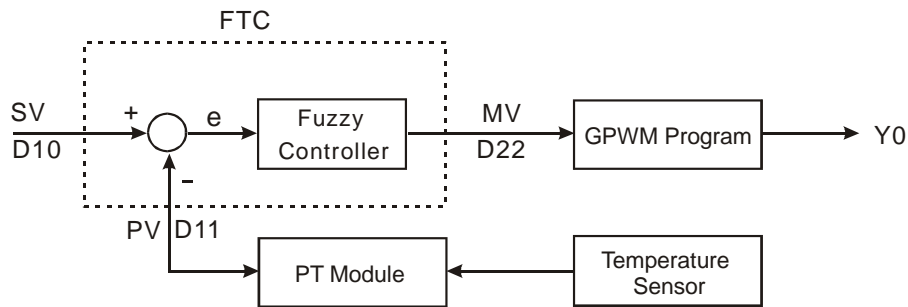 FTC
SV
+
e
Fuzzy
Controller
MV
GPWM Program
Y0
D10
D22
−
PV D11
PT Module
Temperature
Sensor